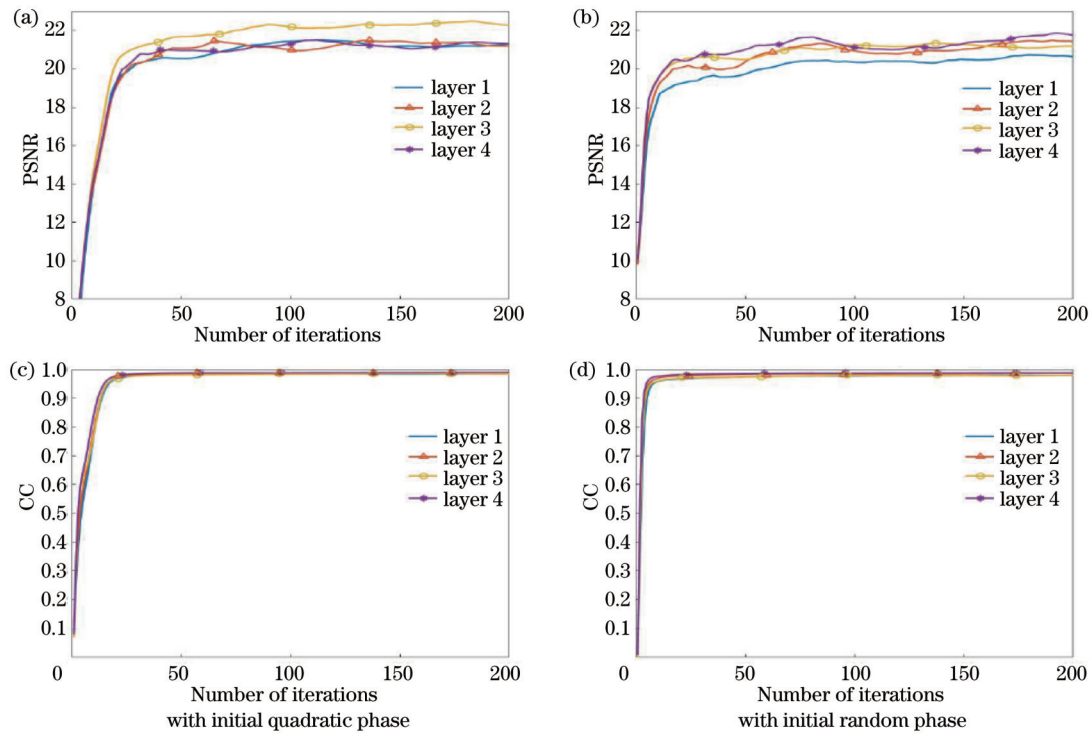 (a)
22
20
18
16
14
12
10
8
PSNR
layer 1
layer 2
layer 3
layer 4
0 50 100 150 200
Number of iterctions
(b)
22
20
18
16
14
12
10
8
PSNR
layer 1
layer 2
layer 3
layer 4
0 50 100 150 200
Number of iterations
(c)
1.0
0.9
0.8
0.7
0.6
0.5
0.4
0.3
0.2
0.1
CC
layer 1
layer 2
layer 3
layer 4
0 50 100 150 200
Number of iterations
with initial quadratic phase
(d)
1.0
0.9
0.8
0.7
0.6
0.5
0.4
0.3
0.2
0.1
CC
layer 1
layer 2
layer 3
layer 4
0 50 100 150 200
Number of iterations
with initial random phase